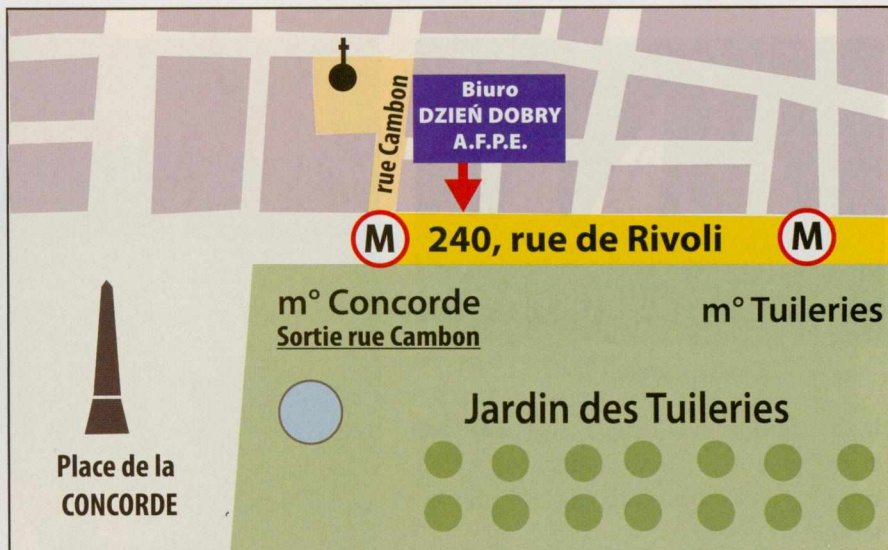 rue Cambon
Biuro
DZIEŃ DOBRY
A.F.P.E.
M
240, rue de Rivoli
M
m° Concorde
Sortie rue Cambon
m° Tuileries
Jardin des Tuileries
Place de la
CONCORDE